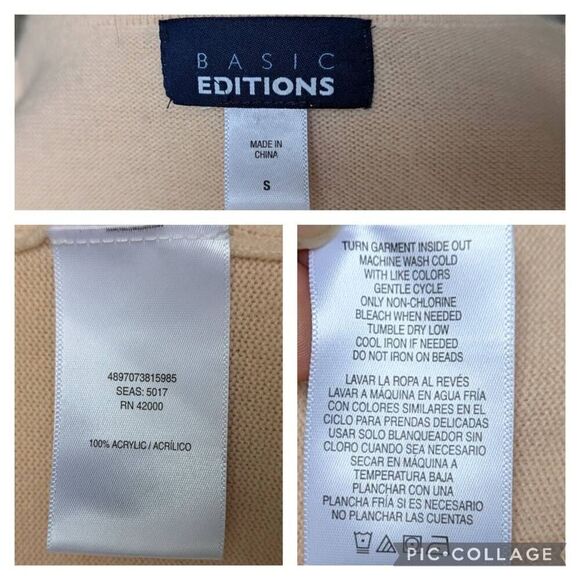 BASIC
EDITIONS
MADE IN
CHINA
S
4897073815985
SEAS: 5017
RN 42000
100% ACRYLIC / ACRÍLICO
TURN GARMENT INSIDE OUT
MACHINE WASH COLD
WITH LIKE COLORS
GENTLE CYCLE
ONLY NON-CHLORINE
BLEACH WHEN NEEDED
TUMBLE DRY LOW
COOL IRON IF NEEDED
DO NOT IRON ON BEADS
LAVAR LA ROPA AL REVÉS
LAVAR A MÁQUINA EN AGUA FRÍA
CON COLORES SIMILARES EN EL
CICLO PARA PRENDAS DELICADAS
USAR SOLO BLANQUEADOR SIN
CLORO CUANDO SEA NECESARIO
SECAR EN MÁQUINA A
TEMPERATURA BAJA
PLANCHAR CON UNA
PLANCHA FRÍA SI ES NECESARIO
NO PLANCHAR LAS CUENTAS
PIC·COLLAGE